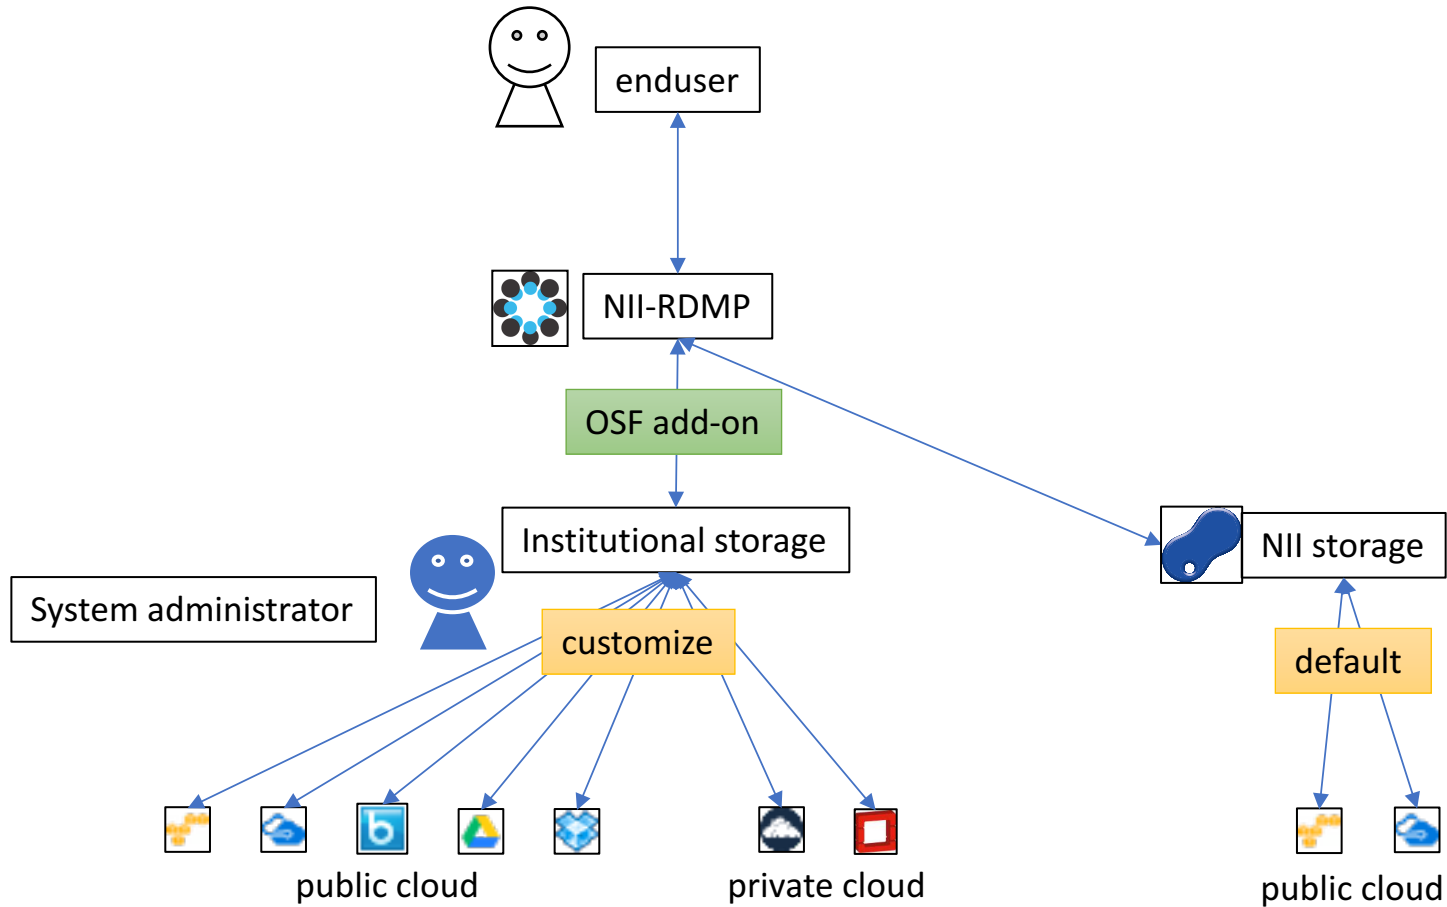 enduser
NII-RDMP
OSF add-on
Institutional storage
NII storage
System administrator
customize
default
public cloud
private cloud
public cloud